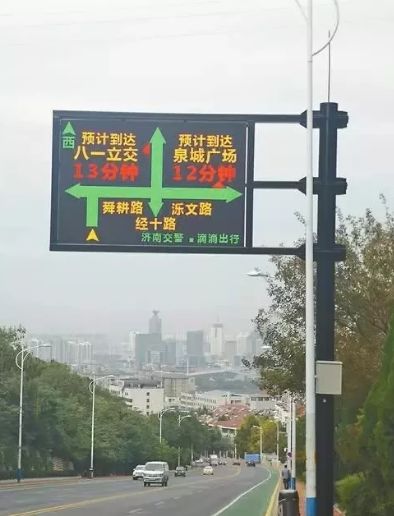 西
预计到达
八一立交
13分钟
预计到达
泉城广场
12分钟
舜耕路
泺文路
经十路
济南交警 ■ 滴滴出行